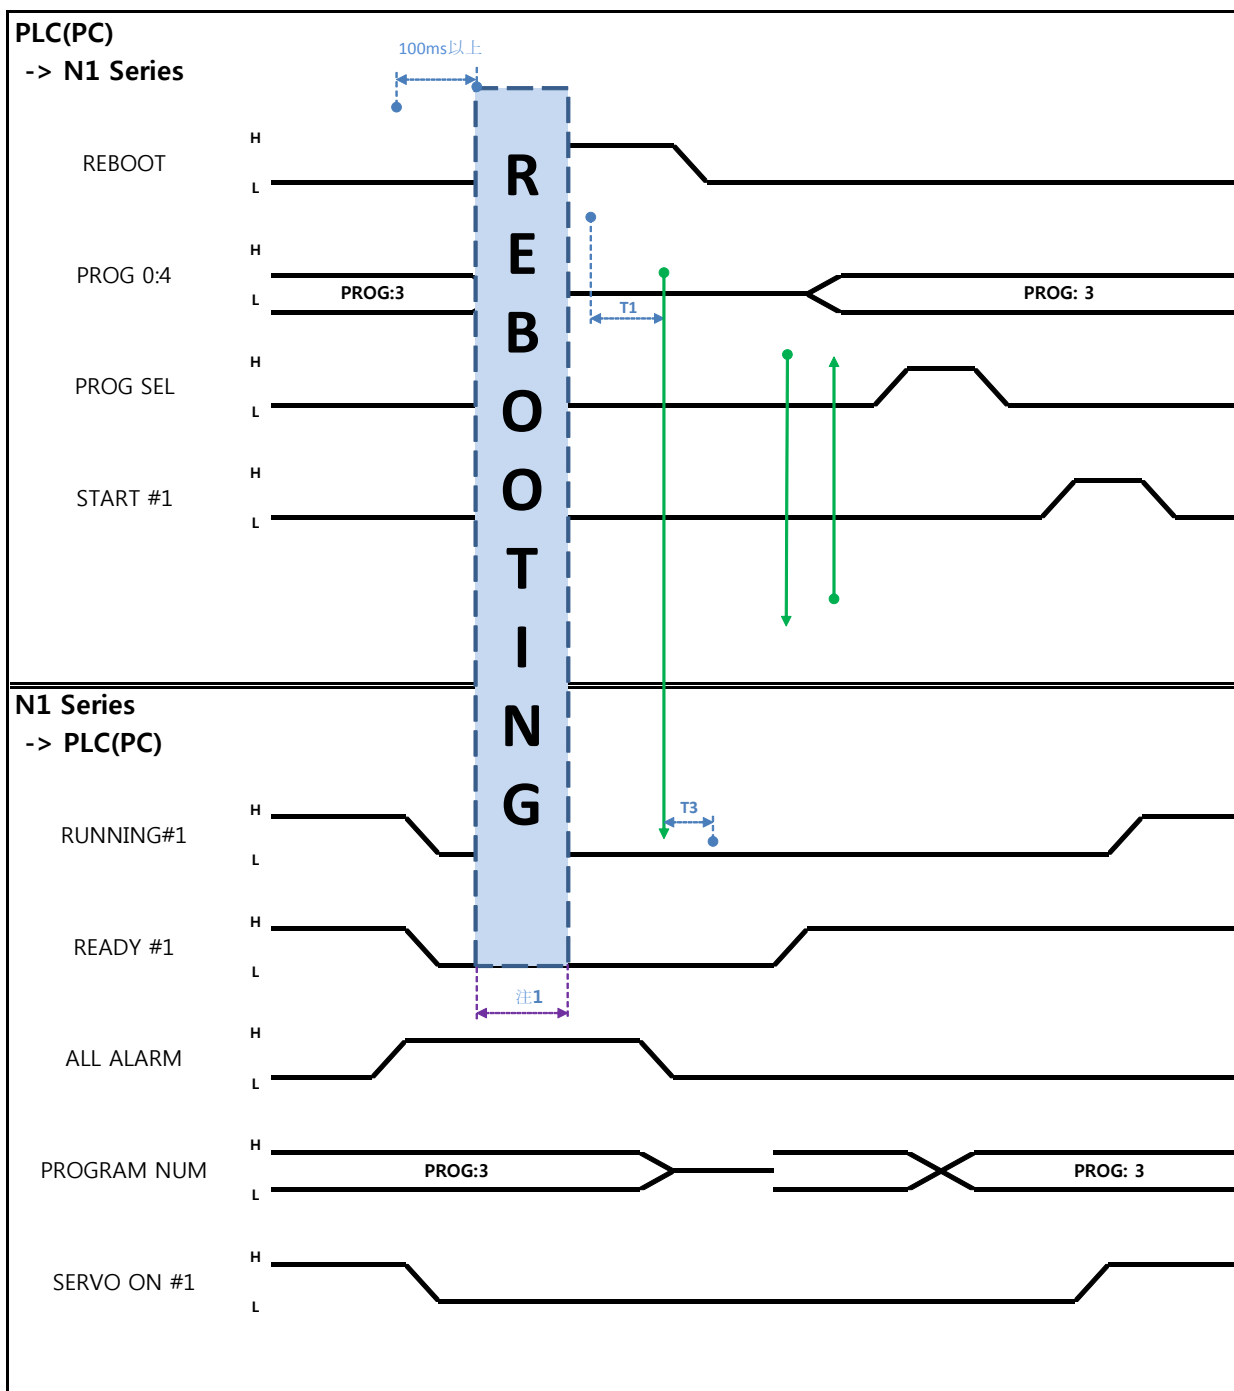 PLC(PC)
-> N1 Series
100ms以上
REBOOT
H
L
PROG 0:4
H
L
PROG:3
PROG: 3
T1
PROG SEL
H
L
START #1
H
L
REBOOTING
N1 Series
-> PLC(PC)
RUNNING#1
H
L
T3
READY #1
H
L
注1
ALL ALARM
H
L
PROGRAM NUM
H
L
PROG:3
PROG: 3
SERVO ON #1
H
L